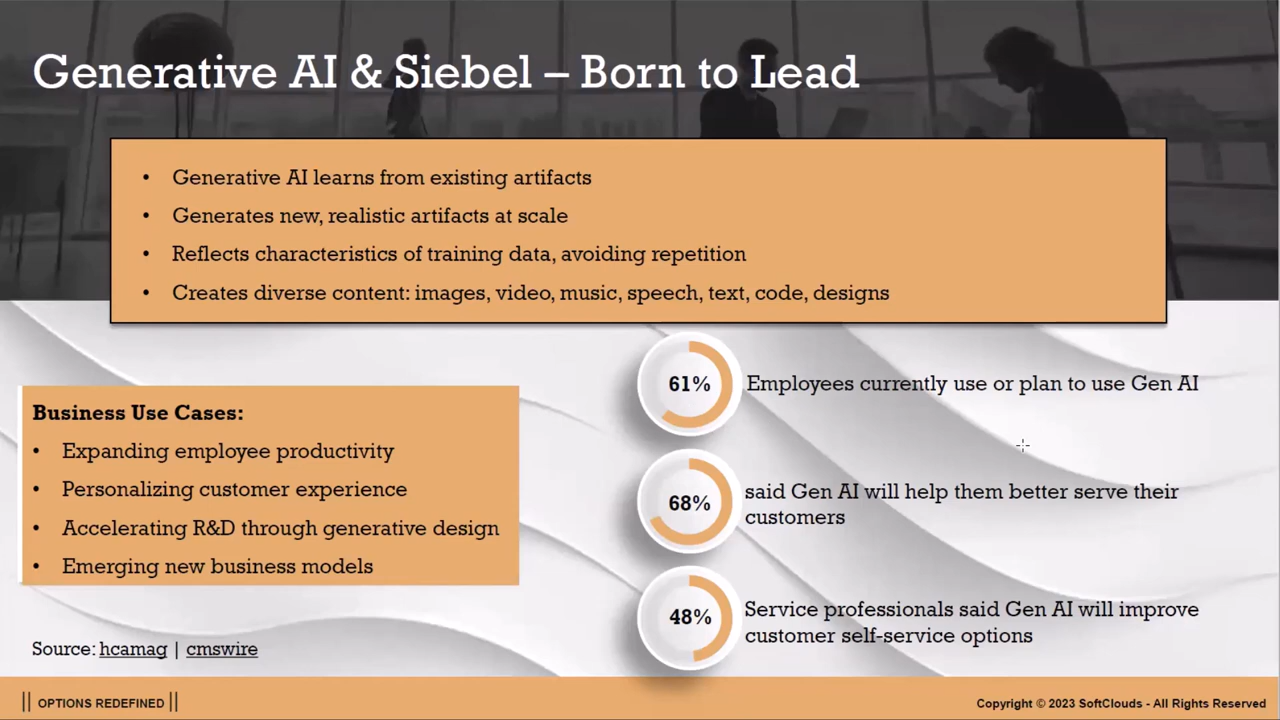 Generative AI & Siebel – Born to Lead
• Generative AI learns from existing artifacts
• Generates new, realistic artifacts at scale
• Reflects characteristics of training data, avoiding repetition
• Creates diverse content: images, video, music, speech, text, code, designs
Business Use Cases:
• Expanding employee productivity
• Personalizing customer experience
• Accelerating R&D through generative design
• Emerging new business models
61% Employees currently use or plan to use Gen AI
68% said Gen AI will help them better serve their
customers
48% Service professionals said Gen AI will improve
customer self-service options
Source: hcamag | cmswire
|| OPTIONS REDEFINED ||
Copyright © 2023 SoftClouds - All Rights Reserved